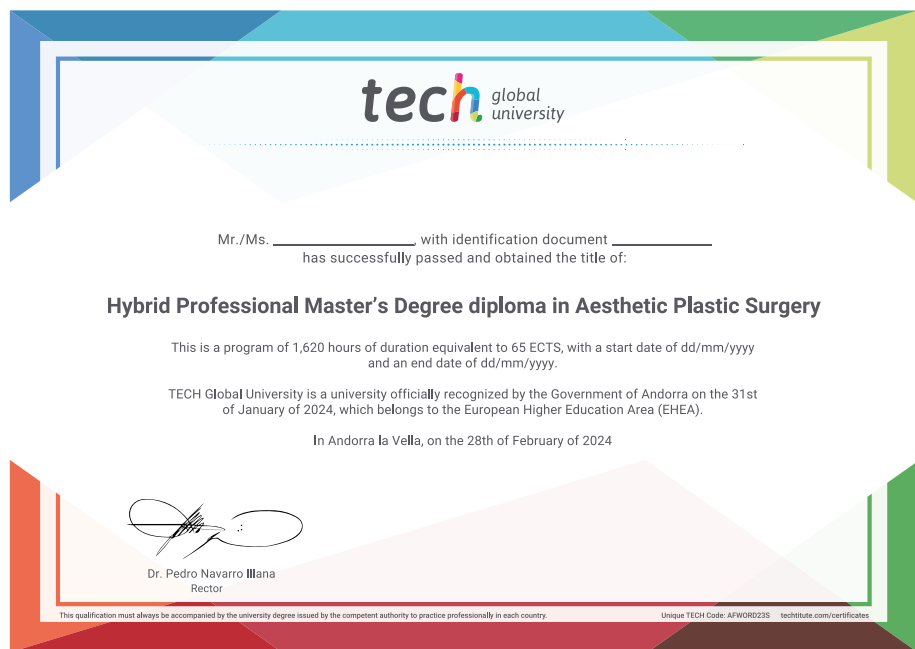 tech global
university
Mr./Ms. ____________, with identification document ____________
has successfully passed and obtained the title of:
Hybrid Professional Master's Degree diploma in Aesthetic Plastic Surgery
This is a program of 1,620 hours of duration equivalent to 65 ECTS, with a start date of dd/mm/yyyy
and an end date of dd/mm/yyyy.
TECH Global University is a university officially recognized by the Government of Andorra on the 31st
of January of 2024, which belongs to the European Higher Education Area (EHEA).
In Andorra la Vella, on the 28th of February of 2024
Dr. Pedro Navarro Illana
Rector
This qualification must always be accompanied by the university degree issued by the competent authority to practice professionally in each country.
Unique TECH Code: AFWORD23S techtitute.com/certificates